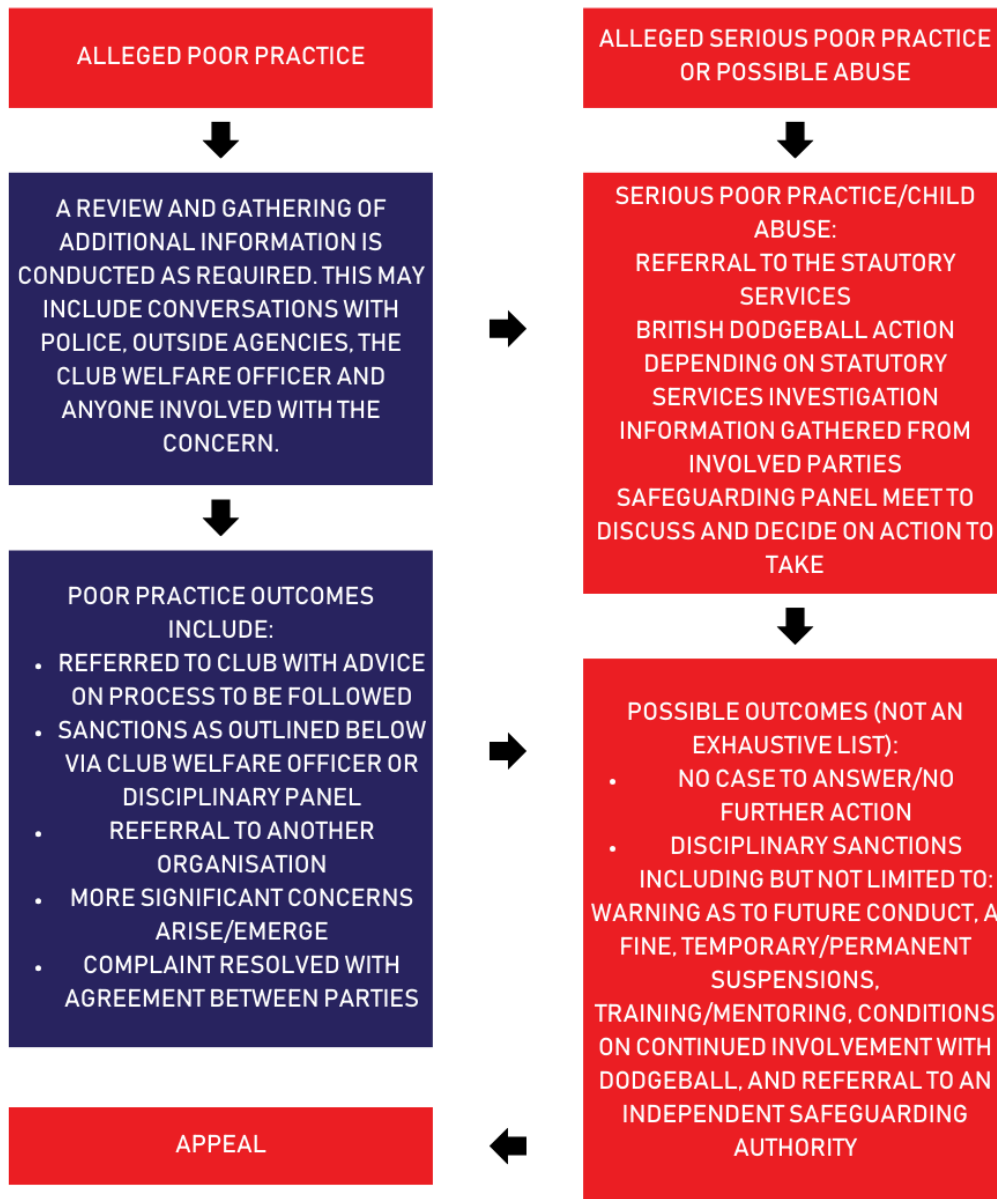 ALLEGED POOR PRACTICE
A REVIEW AND GATHERING OF
ADDITIONAL INFORMATION IS
CONDUCTED AS REQUIRED. THIS MAY
INCLUDE CONVERSATIONS WITH
POLICE, OUTSIDE AGENCIES, THE
CLUB WELFARE OFFICER AND
ANYONE INVOLVED WITH THE
CONCERN.
POOR PRACTICE OUTCOMES
INCLUDE:
• REFERRED TO CLUB WITH ADVICE
ON PROCESS TO BE FOLLOWED
• SANCTIONS AS OUTLINED BELOW
VIA CLUB WELFARE OFFICER OR
DISCIPLINARY PANEL
• REFERRAL TO ANOTHER
ORGANISATION
• MORE SIGNIFICANT CONCERNS
ARISE/EMERGE
• COMPLAINT RESOLVED WITH
AGREEMENT BETWEEN PARTIES
ALLEGED SERIOUS POOR PRACTICE
OR POSSIBLE ABUSE
SERIOUS POOR PRACTICE/CHILD
ABUSE:
REFERRAL TO THE STAUTORY
SERVICES
BRITISH DODGEBALL ACTION
DEPENDING ON STATUTORY
SERVICES INVESTIGATION
INFORMATION GATHERED FROM
INVOLVED PARTIES
SAFEGUARDING PANEL MEET TO
DISCUSS AND DECIDE ON ACTION TO
TAKE
POSSIBLE OUTCOMES (NOT AN
EXHAUSTIVE LIST):
• NO CASE TO ANSWER/NO
FURTHER ACTION
• DISCIPLINARY SANCTIONS
INCLUDING BUT NOT LIMITED TO:
WARNING AS TO FUTURE CONDUCT, A
FINE, TEMPORARY/PERMANENT
SUSPENSIONS,
TRAINING/MENTORING, CONDITIONS
ON CONTINUED INVOLVEMENT WITH
DODGEBALL, AND REFERRAL TO AN
INDEPENDENT SAFEGUARDING
AUTHORITY
APPEAL